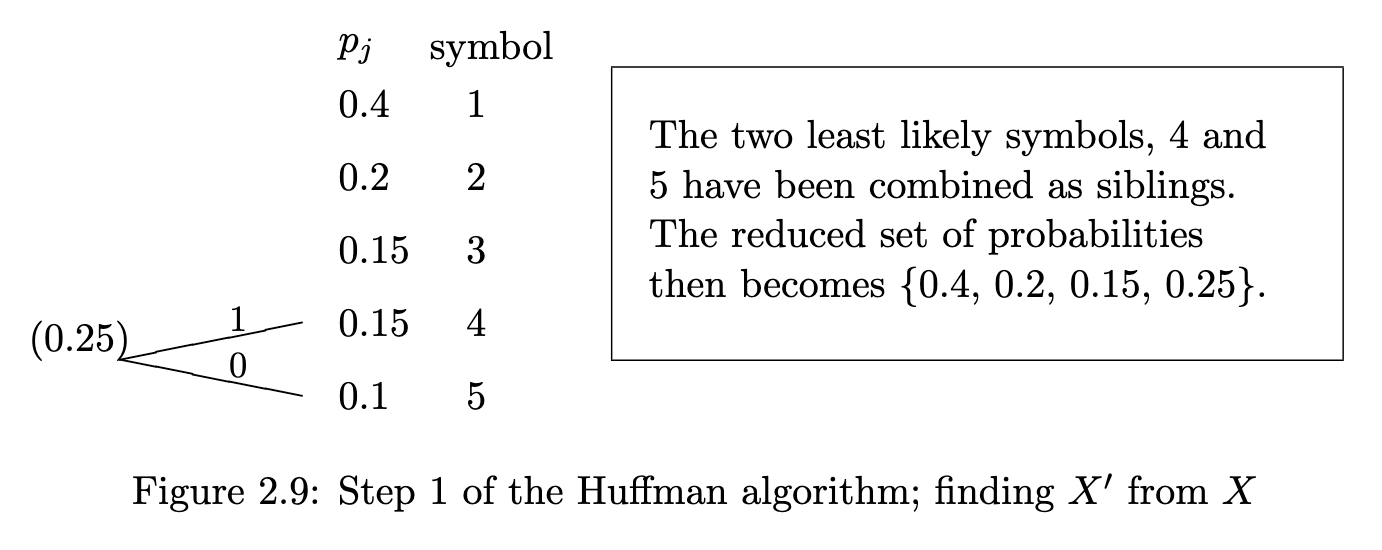 p_j symbol
0.4 1
0.2 2
0.15 3
(0.25) 1 0.15 4
0 0.1 5
The two least likely symbols, 4 and
5 have been combined as siblings.
The reduced set of probabilities
then becomes {0.4, 0.2, 0.15, 0.25}.
Figure 2.9: Step 1 of the Huffman algorithm; finding X′ from X